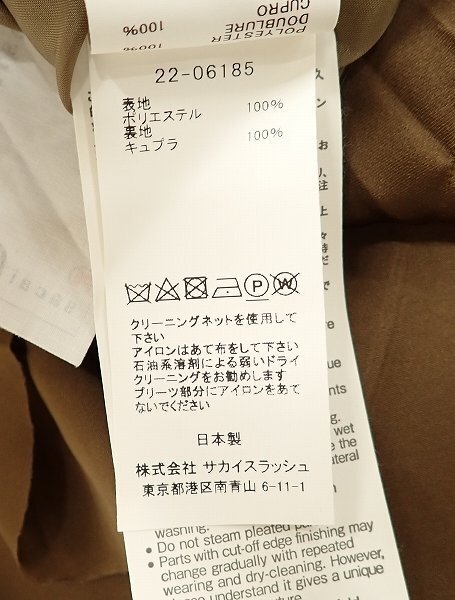 POLYESTER
DOUBLURE
CUPRO
100%
100%
22-06185
表地
ポリエステル 100%
裏地
キュプラ 100%
P
W
クリーニングネットを使用して
下さい
アイロンはあて布をして下さい
石油系溶剤による弱いドライ
クリーニングをお勧めします
プリーツ部分にアイロンをあて
ないでください
日本製
株式会社 サカイスラッシュ
東京都港区南青山 6-11-1
washing.
• Do not steam pleated
• Parts with cut-off edge finishing may
change gradually with repeated
wearing and dry-cleaning. However,
understand it gives a unique